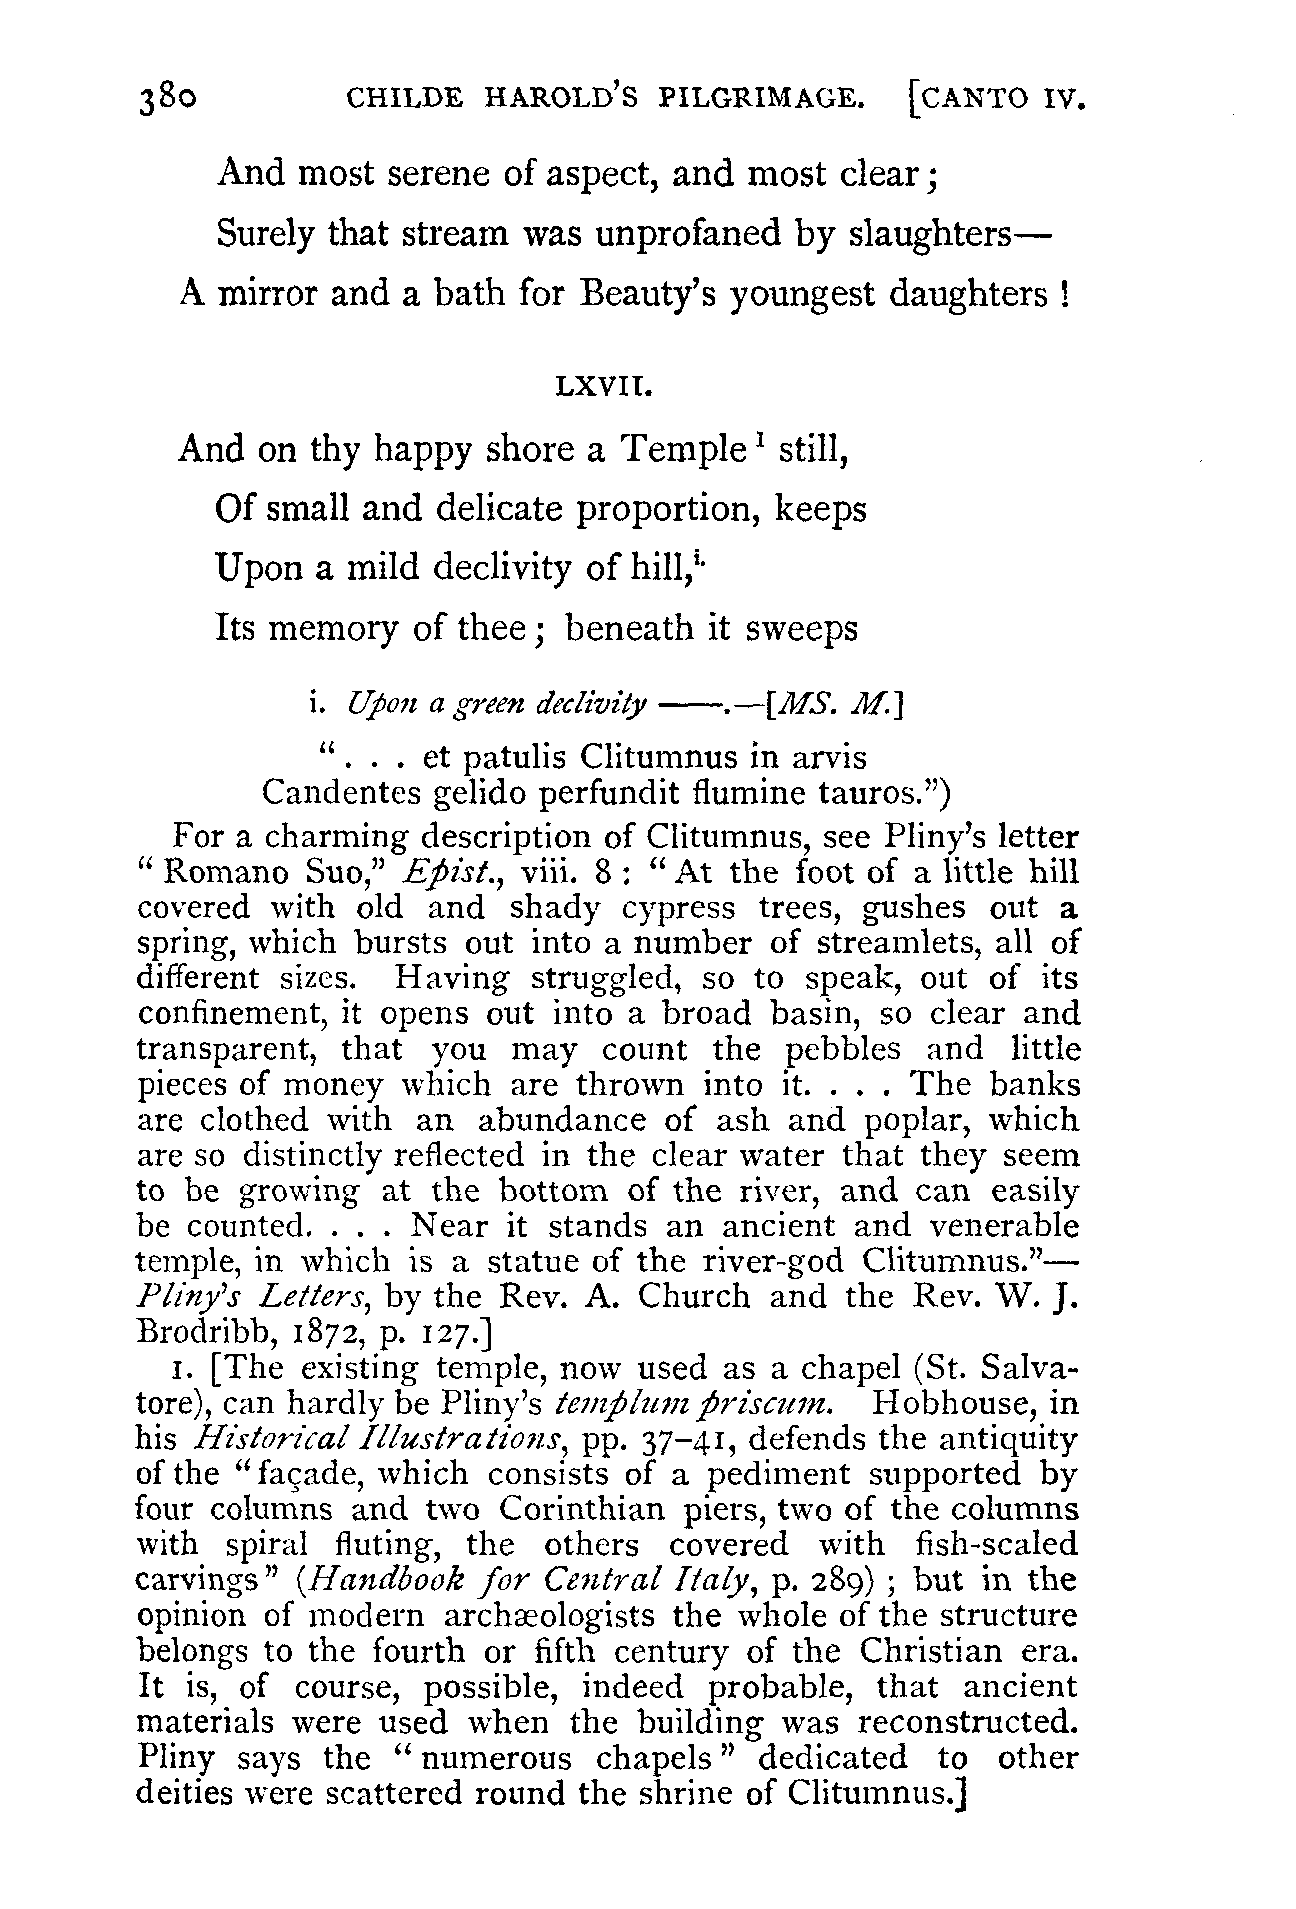 380 CHILDE HAROLD'S PILGRIMAGE. [CANTO IV.
And most serene of aspect, and most clear;
Surely that stream was unprofaned by slaughters—
A mirror and a bath for Beauty's youngest daughters!
LXVII.
And on thy happy shore a Temple¹ still,
Of small and delicate proportion, keeps
Upon a mild declivity of hill,ⁱ·
Its memory of thee; beneath it sweeps
i. Upon a green declivity ——.—[MS. M.]
". . . et patulis Clitumnus in arvis
Candentes gelido perfundit flumine tauros.")
For a charming description of Clitumnus, see Pliny's letter
"Romano Suo," Epist., viii. 8: "At the foot of a little hill
covered with old and shady cypress trees, gushes out a
spring, which bursts out into a number of streamlets, all of
different sizes. Having struggled, so to speak, out of its
confinement, it opens out into a broad basin, so clear and
transparent, that you may count the pebbles and little
pieces of money which are thrown into it. . . . The banks
are clothed with an abundance of ash and poplar, which
are so distinctly reflected in the clear water that they seem
to be growing at the bottom of the river, and can easily
be counted. . . . Near it stands an ancient and venerable
temple, in which is a statue of the river-god Clitumnus."—
Pliny's Letters, by the Rev. A. Church and the Rev. W. J.
Brodribb, 1872, p. 127.]
1. [The existing temple, now used as a chapel (St. Salva-
tore), can hardly be Pliny's templum priscum. Hobhouse, in
his Historical Illustrations, pp. 37–41, defends the antiquity
of the "façade, which consists of a pediment supported by
four columns and two Corinthian piers, two of the columns
with spiral fluting, the others covered with fish-scaled
carvings" (Handbook for Central Italy, p. 289); but in the
opinion of modern archæologists the whole of the structure
belongs to the fourth or fifth century of the Christian era.
It is, of course, possible, indeed probable, that ancient
materials were used when the building was reconstructed.
Pliny says the "numerous chapels" dedicated to other
deities were scattered round the shrine of Clitumnus.]